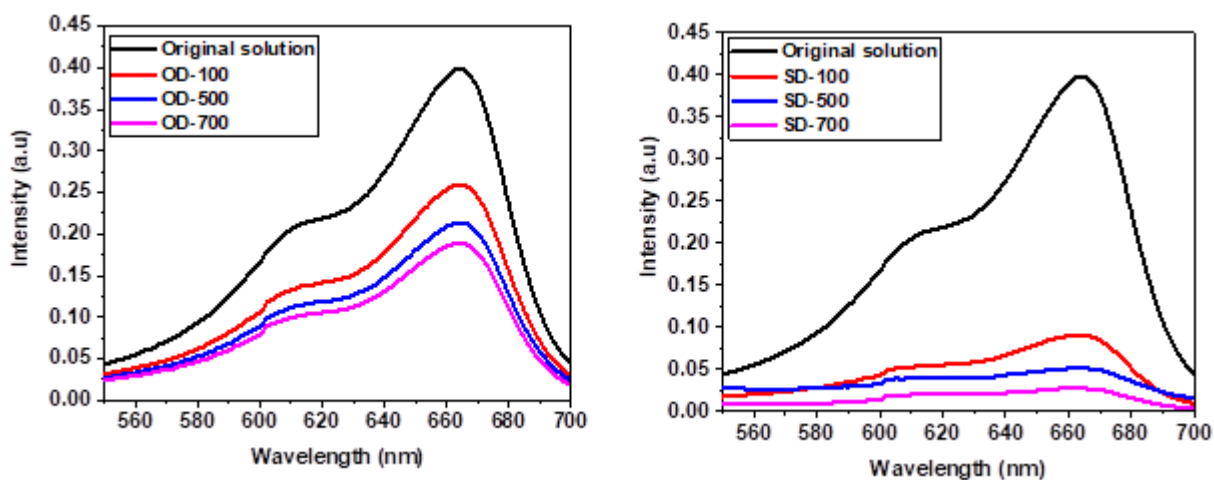 0.45
0.40
0.35
0.30
0.25
0.20
0.15
0.10
0.05
0.00
Intensity (a.u)
Original solution
OD-100
OD-500
OD-700
560 580 600 620 640 660 680 700
Wavelength (nm)
0.45
0.40
0.35
0.30
0.25
0.20
0.15
0.10
0.05
0.00
Intensity (a.u)
Original solution
SD-100
SD-500
SD-700
560 580 600 620 640 660 680 700
Wavelength (nm)